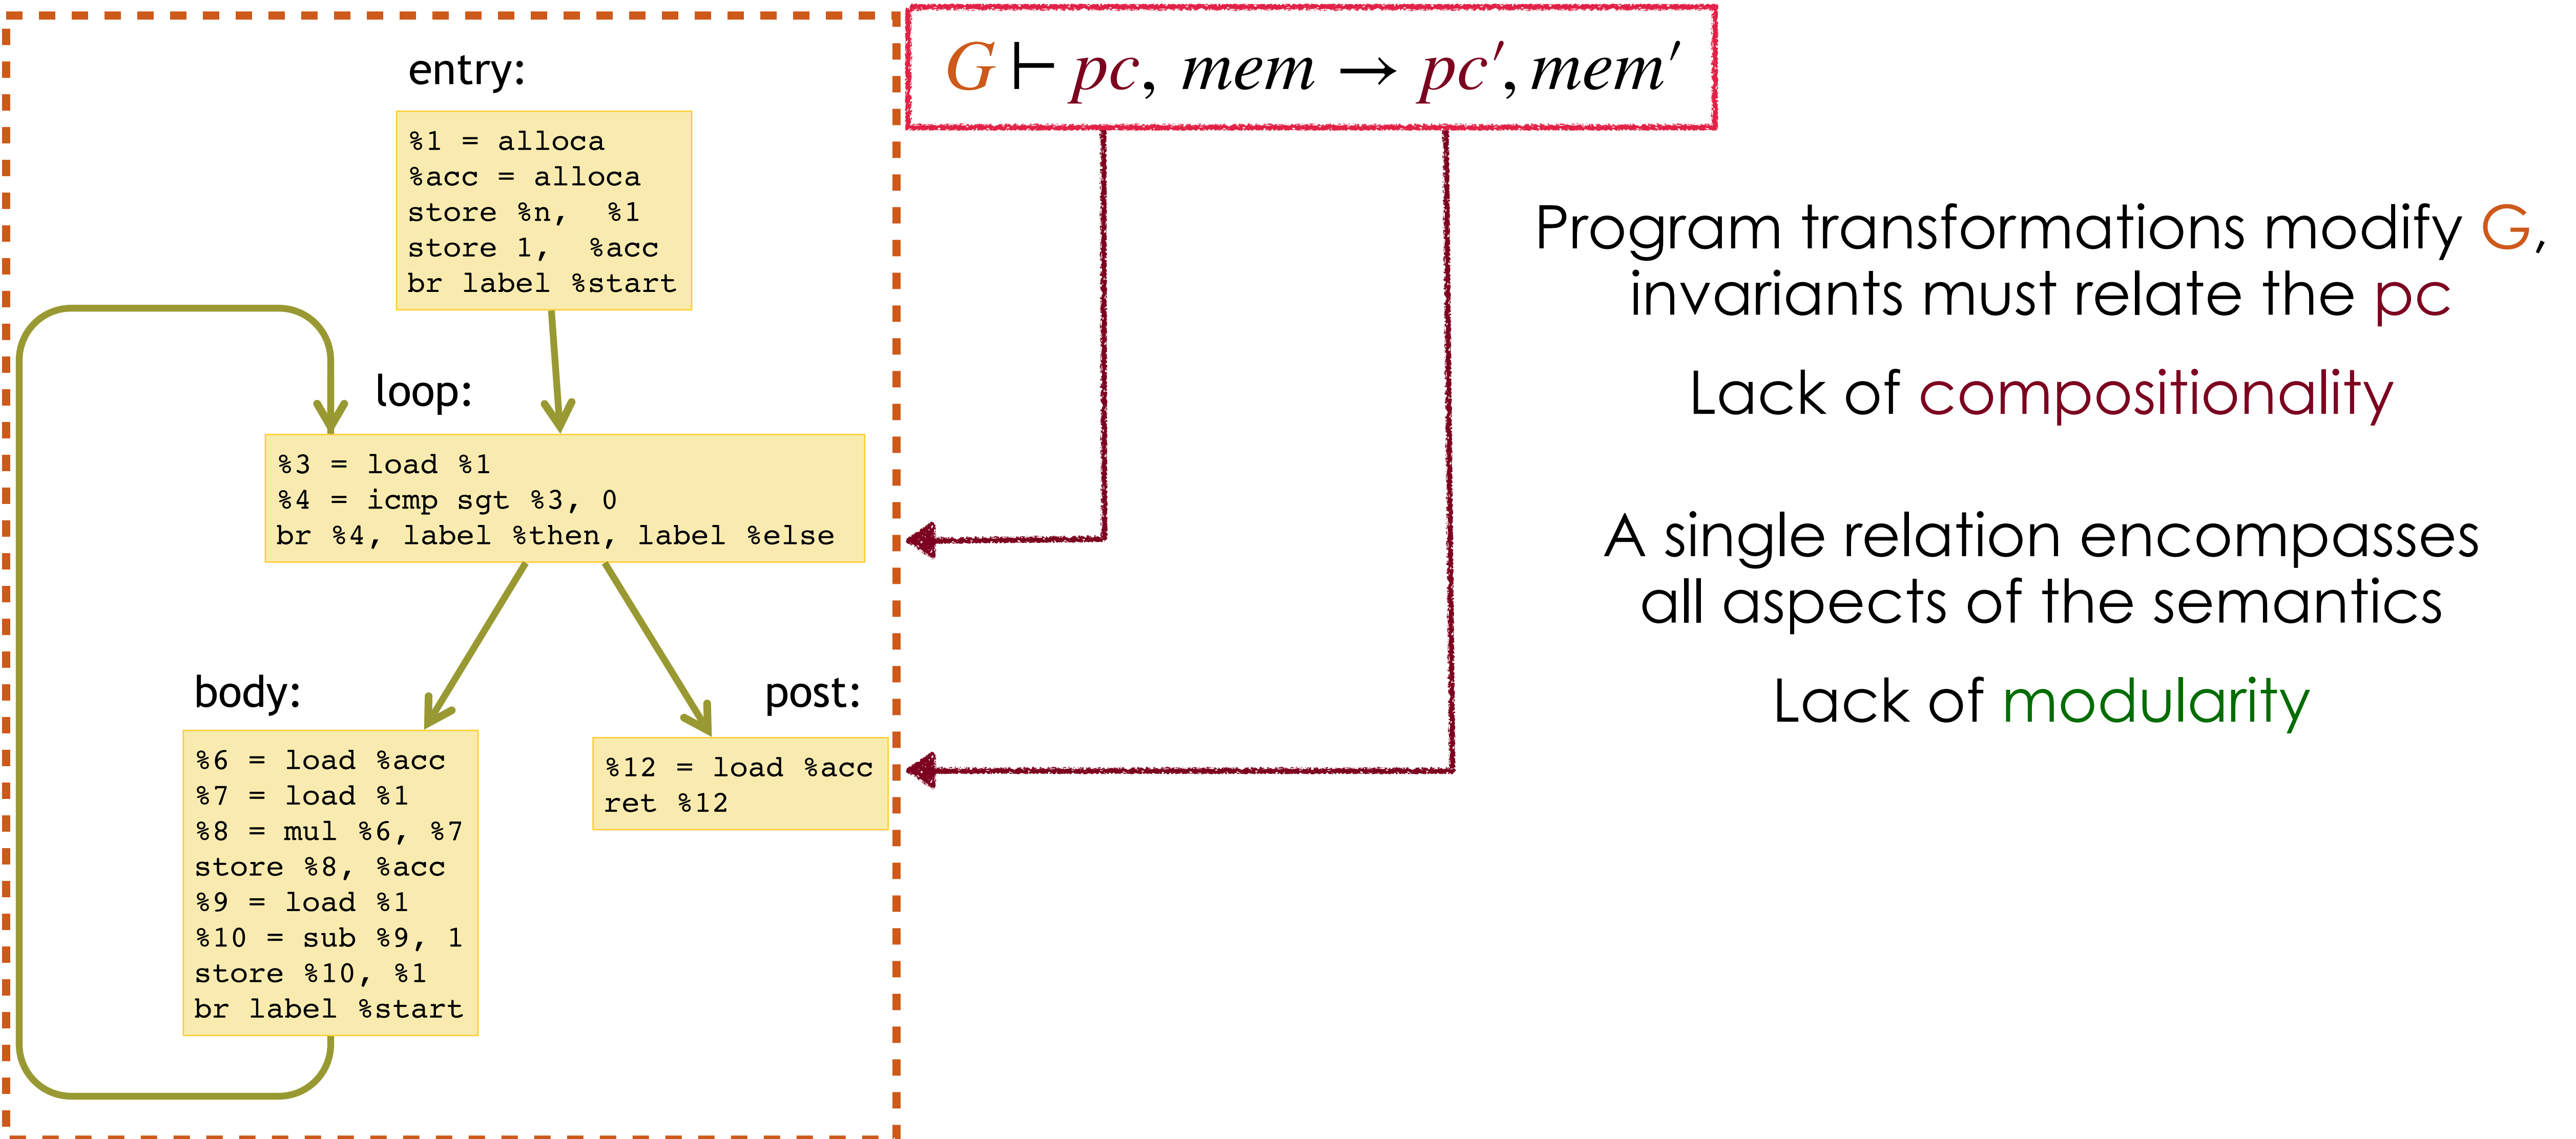 entry:
%1 = alloca
%acc = alloca
store %n,  %1
store 1,  %acc
br label %start
loop:
%3 = load %1
%4 = icmp sgt %3, 0
br %4, label %then, label %else
body:
%6 = load %acc
%7 = load %1
%8 = mul %6, %7
store %8, %acc
%9 = load %1
%10 = sub %9, 1
store %10, %1
br label %start
post:
%12 = load %acc
ret %12
G ⊢ pc, mem → pc′, mem′
Program transformations modify G,
invariants must relate the pc
Lack of compositionality
A single relation encompasses
all aspects of the semantics
Lack of modularity